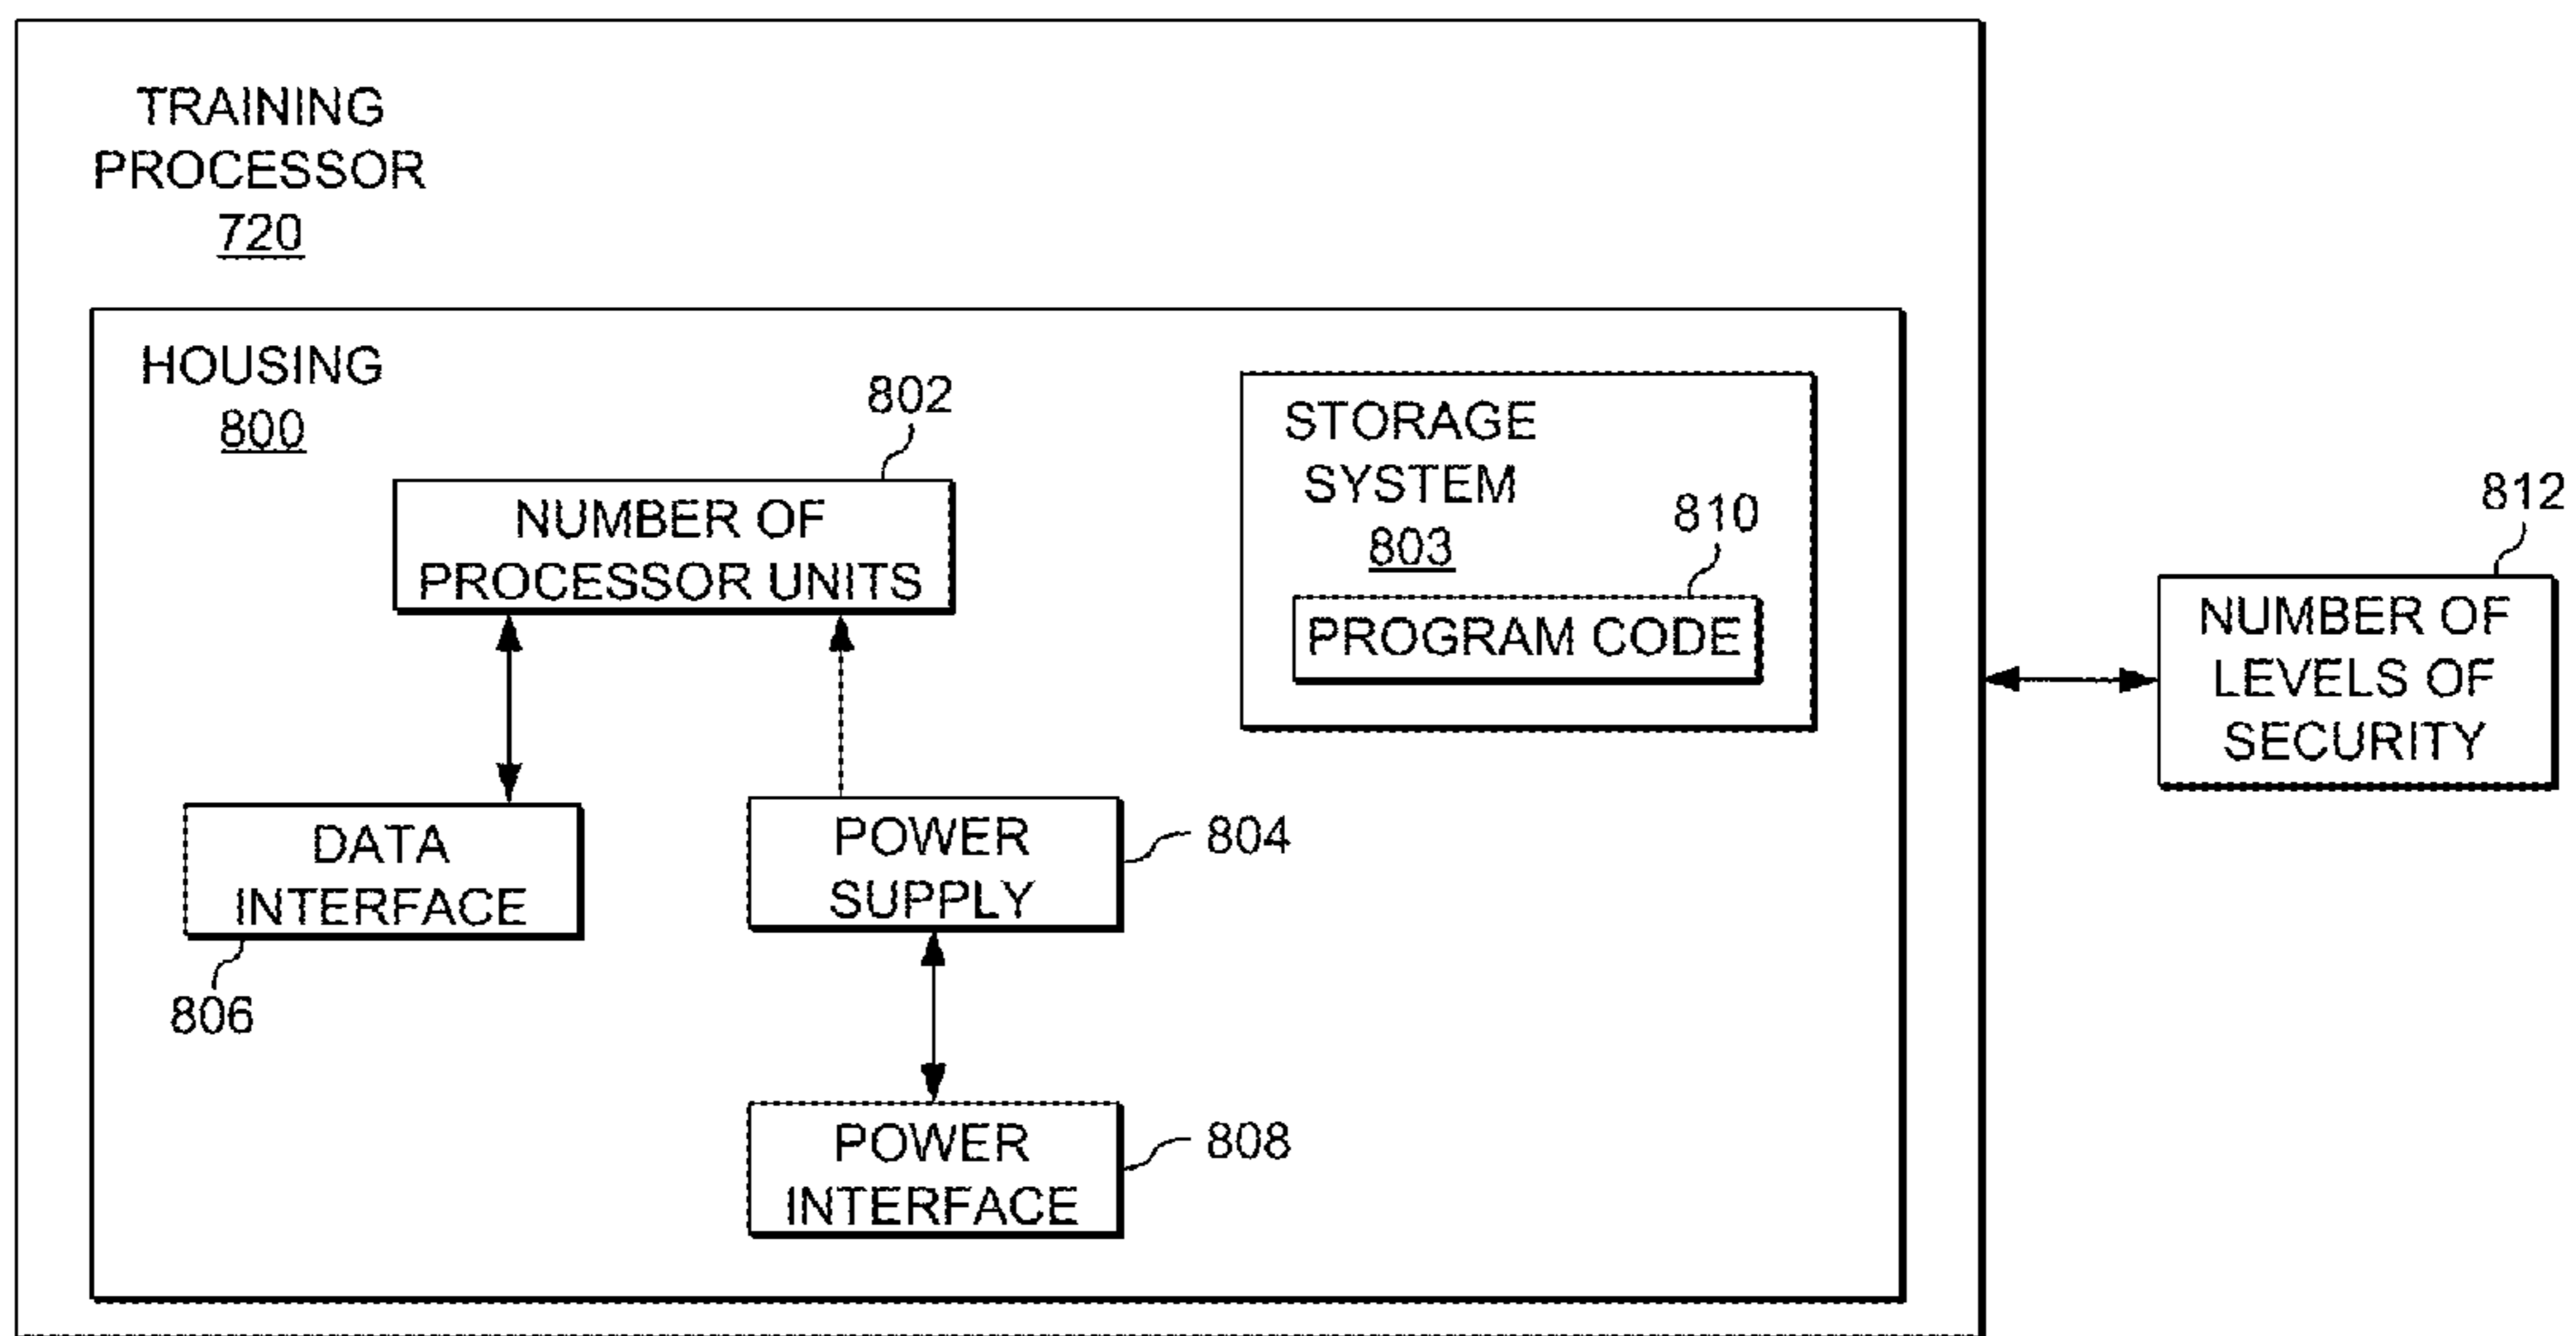 TRAINING
PROCESSOR
720
HOUSING
800
802
NUMBER OF
PROCESSOR UNITS
STORAGE
SYSTEM
803
810
PROGRAM CODE
812
NUMBER OF
LEVELS OF
SECURITY
DATA
INTERFACE
806
POWER
SUPPLY
804
POWER
INTERFACE
808